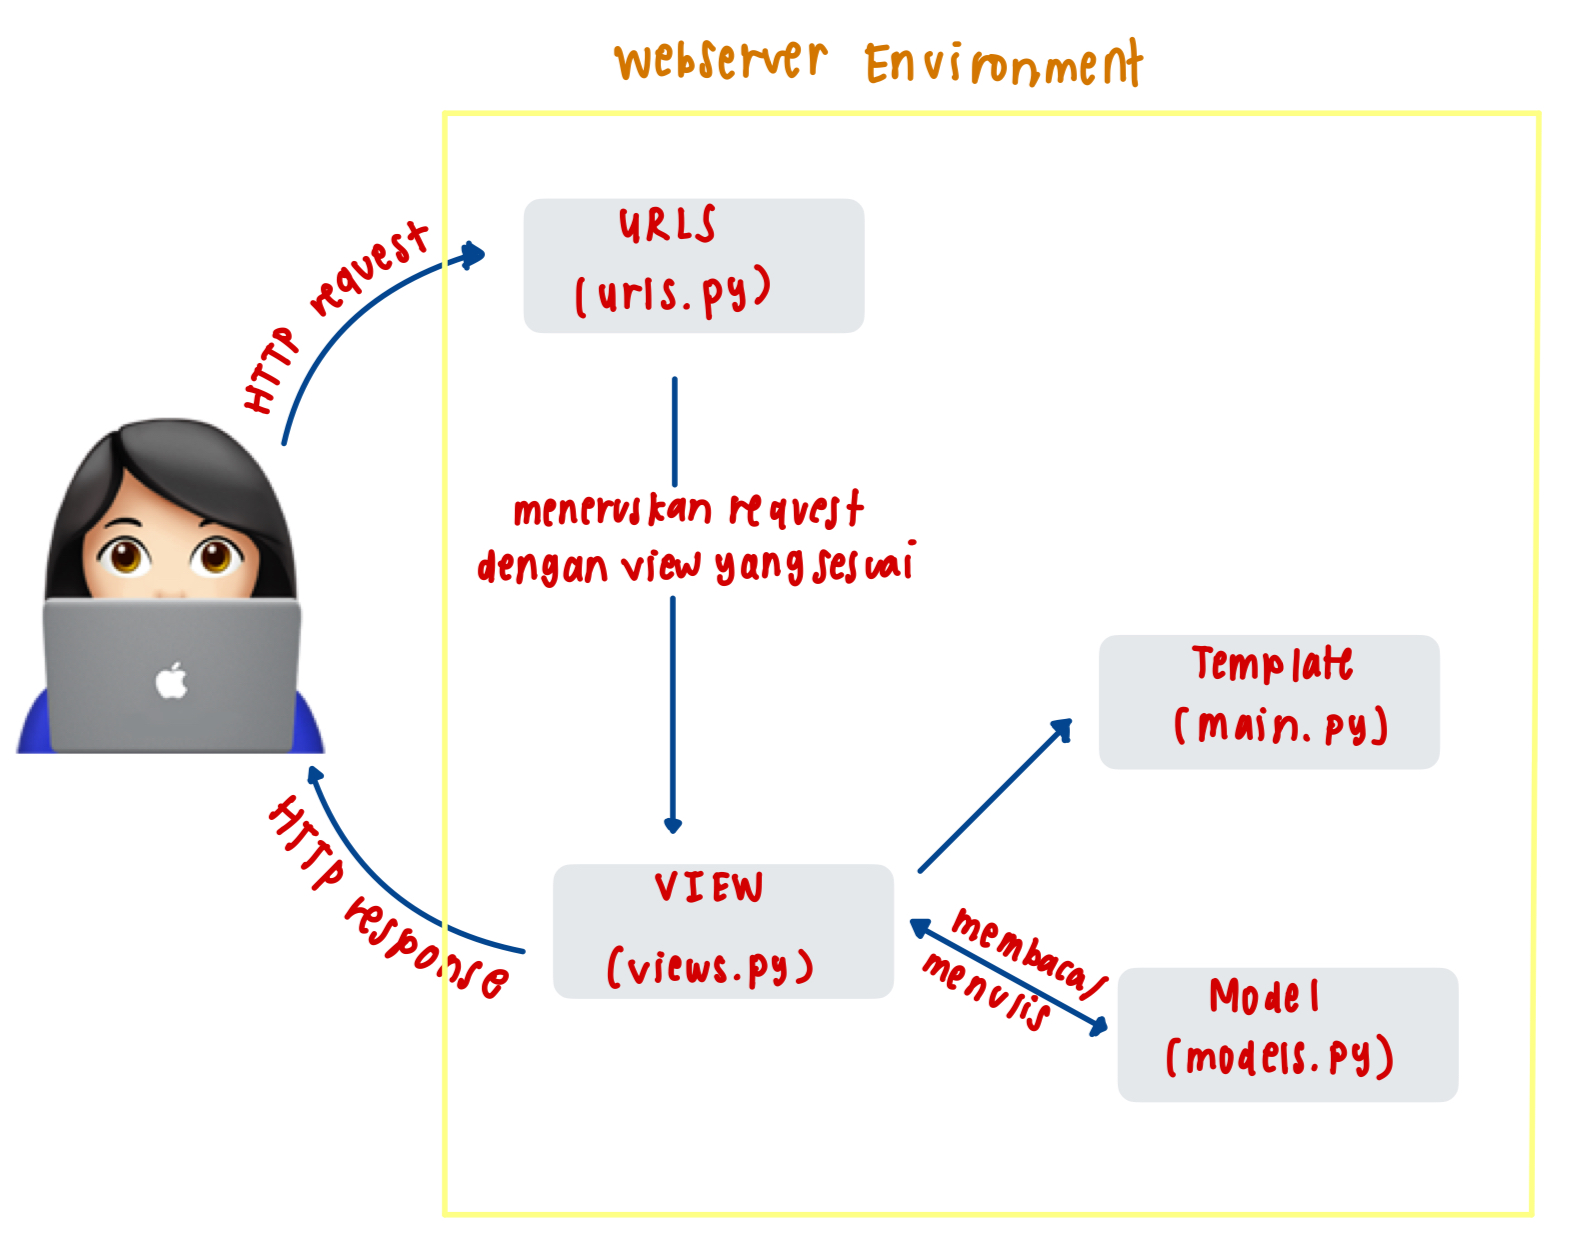 Webserver Environment
HTTP request
URLS
(urls.py)
meneruskan request
dengan view yang sesuai
Template
(main.py)
VIEW
(views.py)
HTTP response
membaca/
menulis
Model
(models.py)